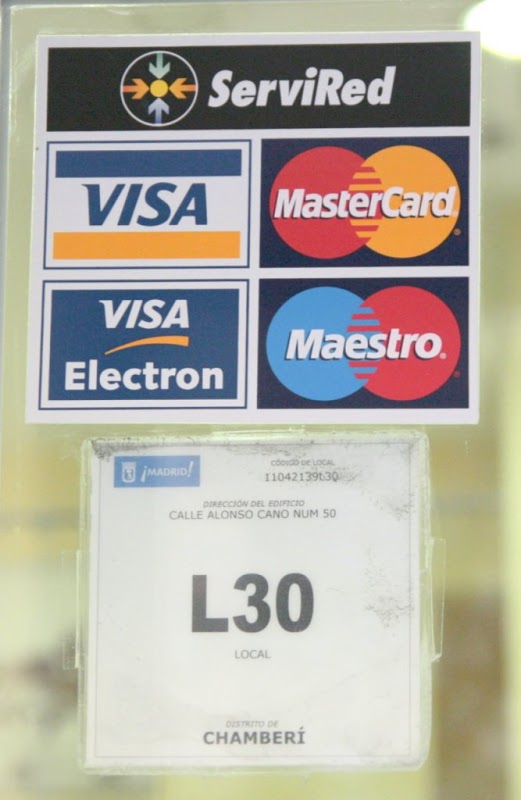 ServiRed
VISA
MasterCard
VISA
Electron
Maestro
¡MADRID!
CÓDIGO DE LOCAL
11042139L30
DIRECCIÓN DEL EDIFICIO
CALLE ALONSO CANO NUM 50
L30
LOCAL
DISTRITO DE
CHAMBERÍ